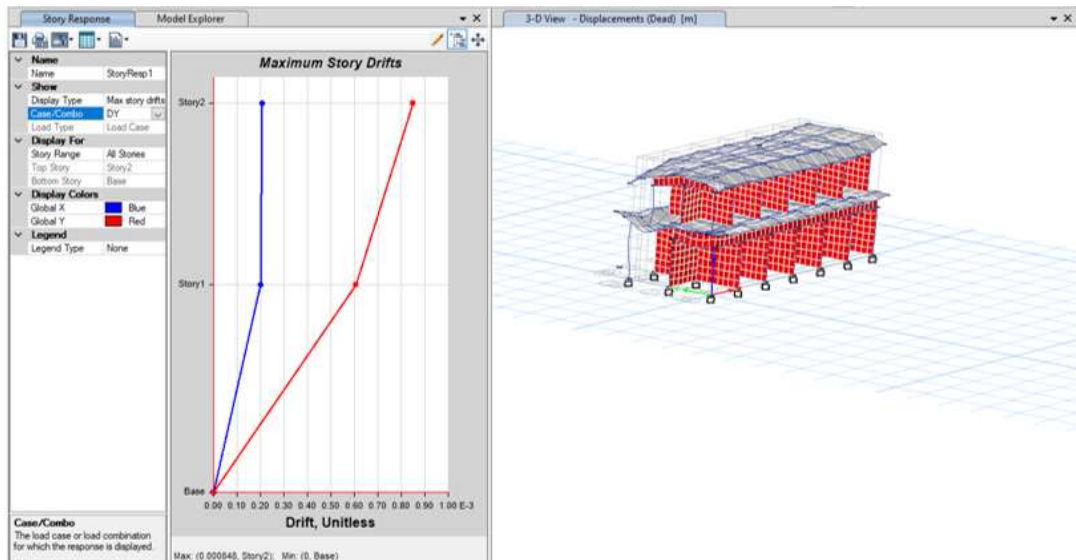 Story Response
Model Explorer
Name
Name StoryResp1
Show
Display Type Max story drifts
Case/Combo DY
Load Type Load Case
Display For
Story Range All Stories
Top Story Story2
Bottom Story Base
Display Colors
Global X Blue
Global Y Red
Legend
Legend Type None
Case/Combo
The load case or load combination
for which the response is displayed.
Maximum Story Drifts
Story2
Story1
Base
0.00 0.10 0.20 0.30 0.40 0.50 0.60 0.70 0.80 0.90 1.00 E-3
Drift, Unitless
Max: (0.000848, Story2); Min: (0, Base)
3-D View - Displacements (Dead) [m]